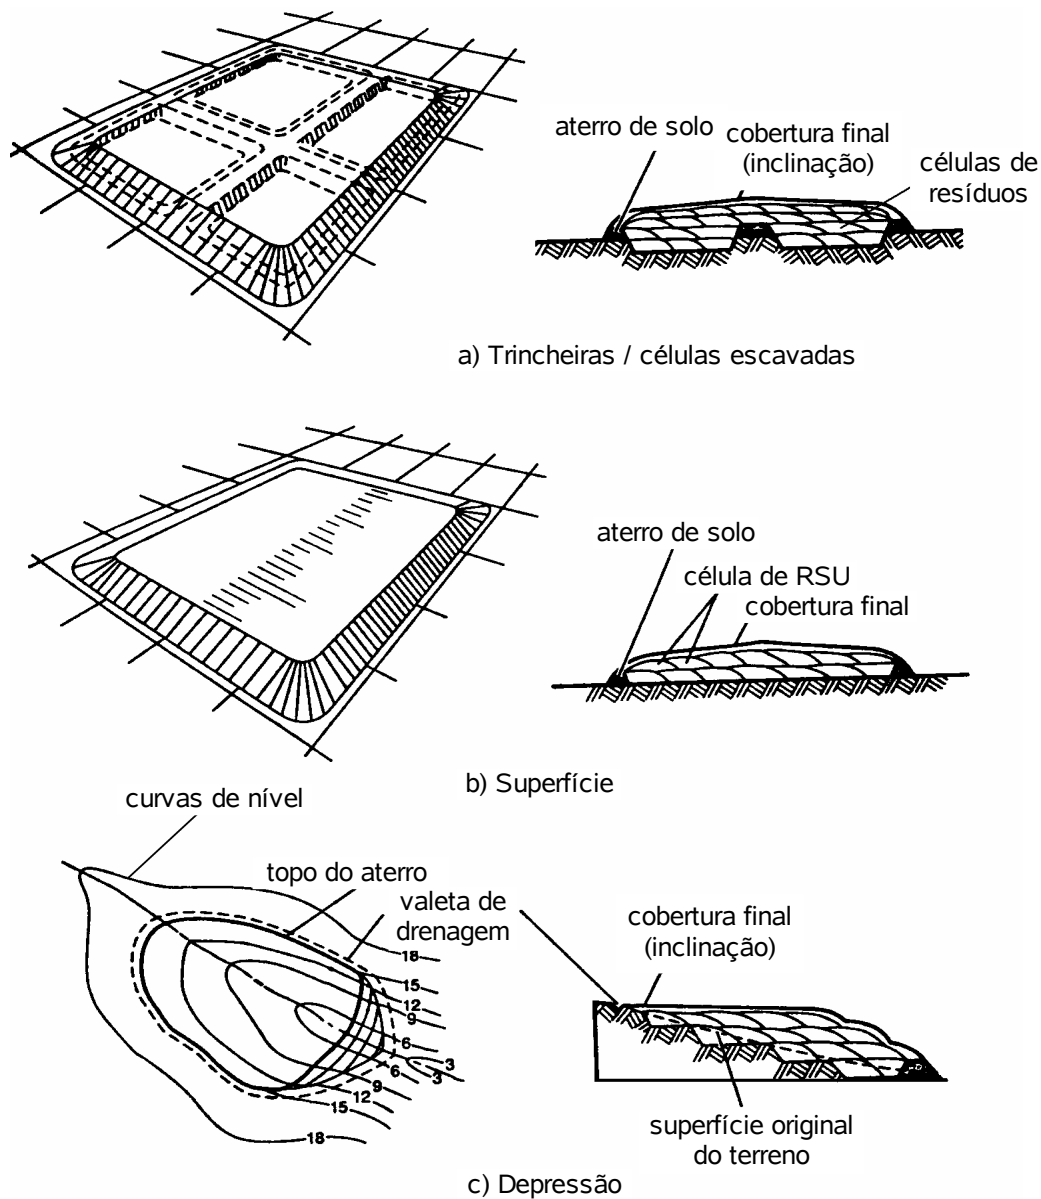 aterro de solo
cobertura final
(inclinação)
células de
resíduos
a) Trincheiras / células escavadas
aterro de solo
célula de RSU
cobertura final
b) Superfície
curvas de nível
topo do aterro
valeta de
drenagem
18
15
12
9
6
3
3
6
9
12
15
18
cobertura final
(inclinação)
superfície original
do terreno
c) Depressão